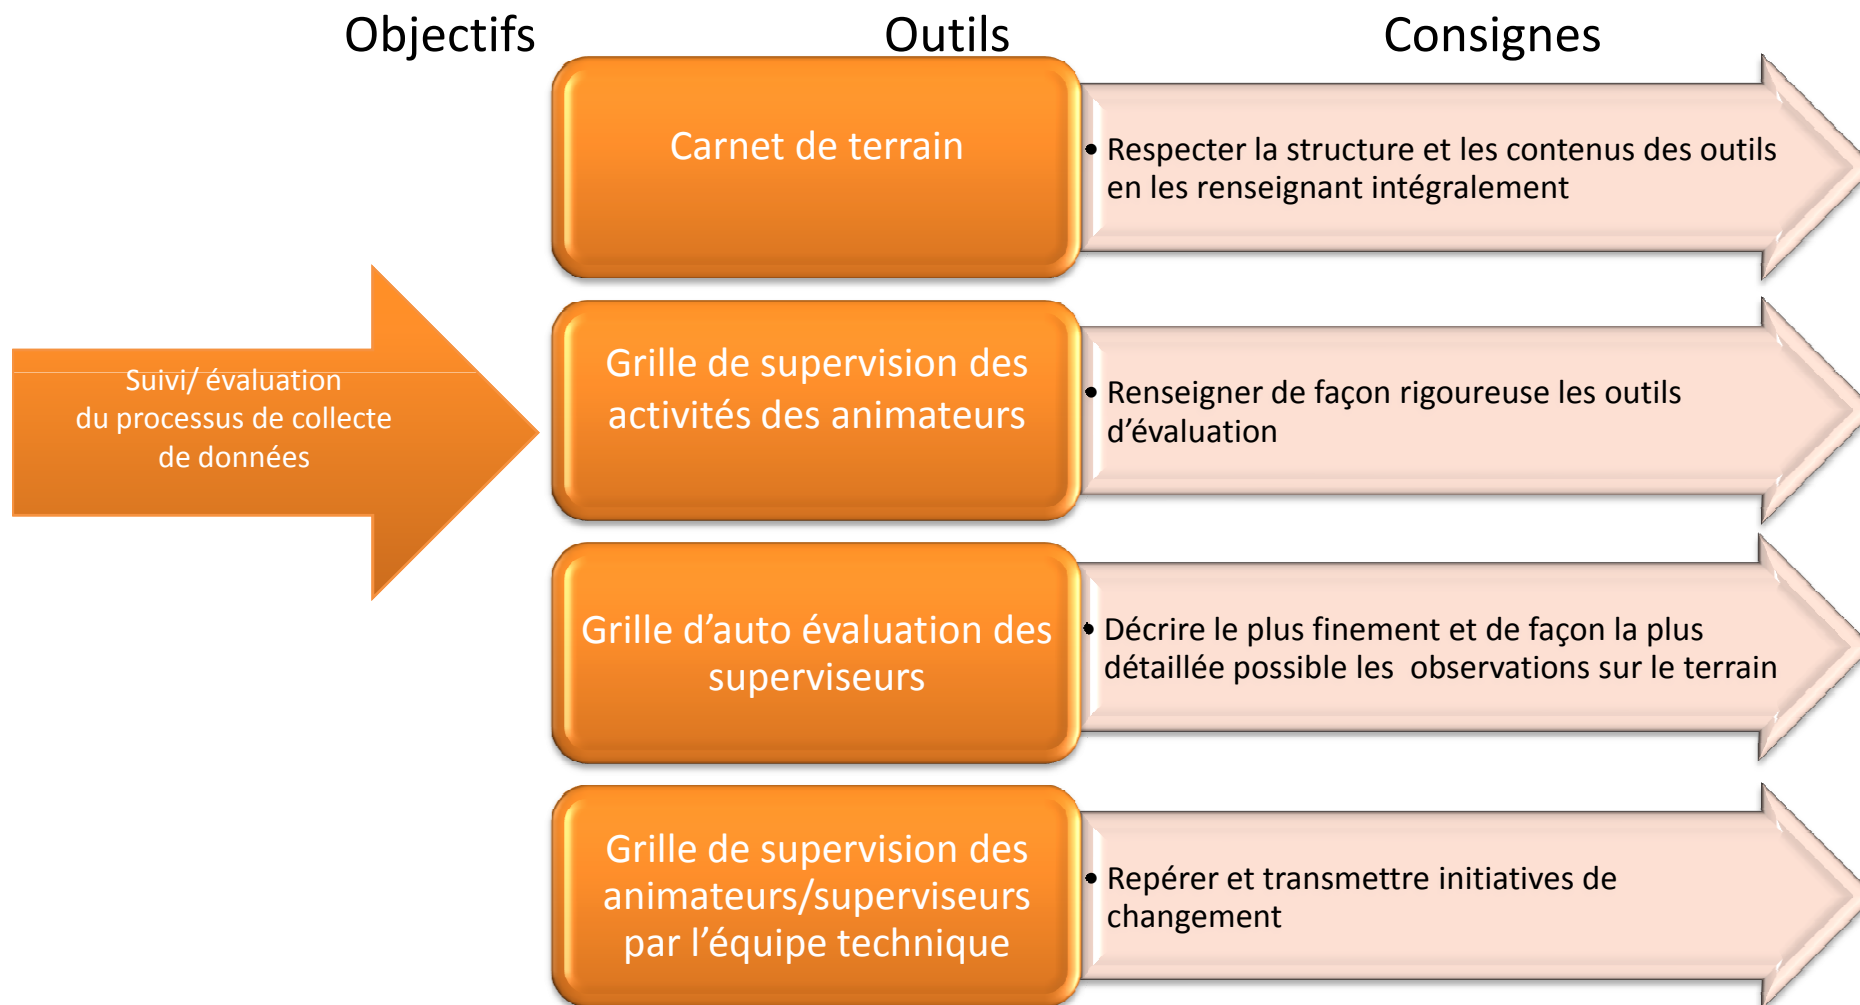 Objectifs
Outils
Consignes
Suivi/ évaluation
du processus de collecte
de données
Carnet de terrain
• Respecter la structure et les contenus des outils
en les renseignant intégralement
Grille de supervision des
activités des animateurs
• Renseigner de façon rigoureuse les outils
d’évaluation
Grille d’auto évaluation des
superviseurs
• Décrire le plus finement et de façon la plus
détaillée possible les observations sur le terrain
Grille de supervision des
animateurs/superviseurs
par l’équipe technique
• Repérer et transmettre initiatives de
changement